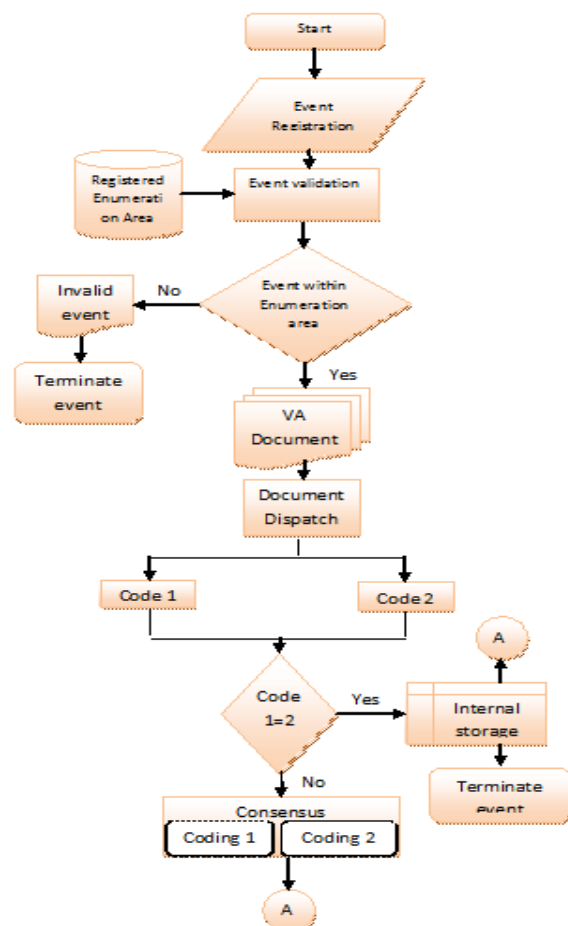 Start
Event
Registration
Registered
Enumerati
on Area
Event validation
Event within
Enumeration
area
No
Invalid
event
Terminate
event
Yes
VA
Document
Document
Dispatch
Code 1
Code 2
Code
1=2
Yes
A
Internal
storage
Terminate
event
No
Consensus
Coding 1
Coding 2
A